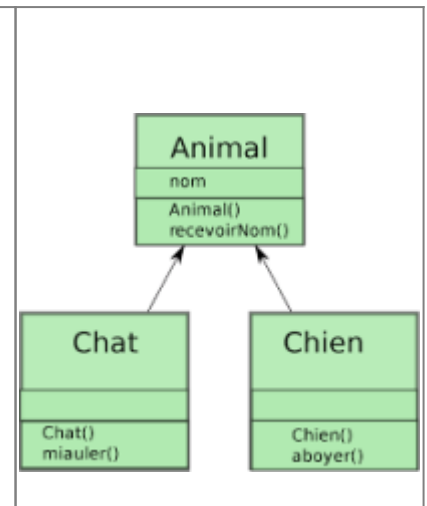 Animal
nom
Animal()
recevoirNom()
Chat
Chat()
miauler()
Chien
Chien()
aboyer()